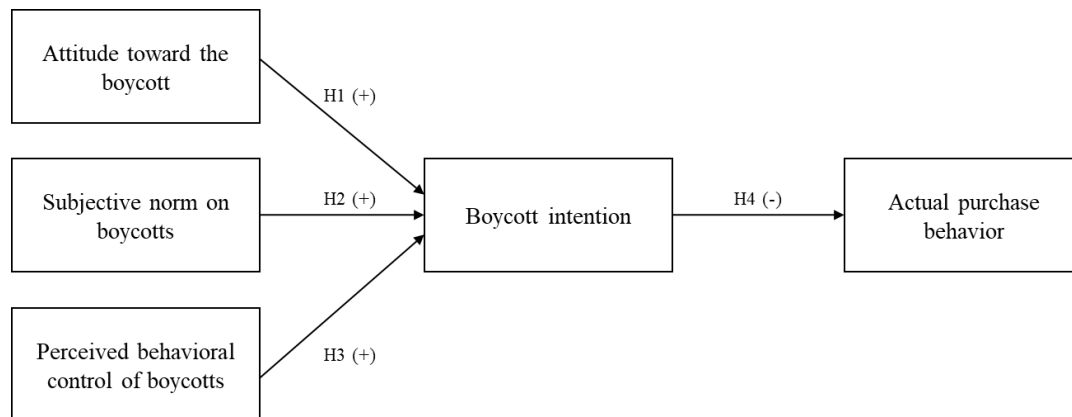 Attitude toward the
boycott
H1 (+)
Subjective norm on
boycotts
H2 (+)
Boycott intention
H4 (-)
Actual purchase
behavior
Perceived behavioral
control of boycotts
H3 (+)